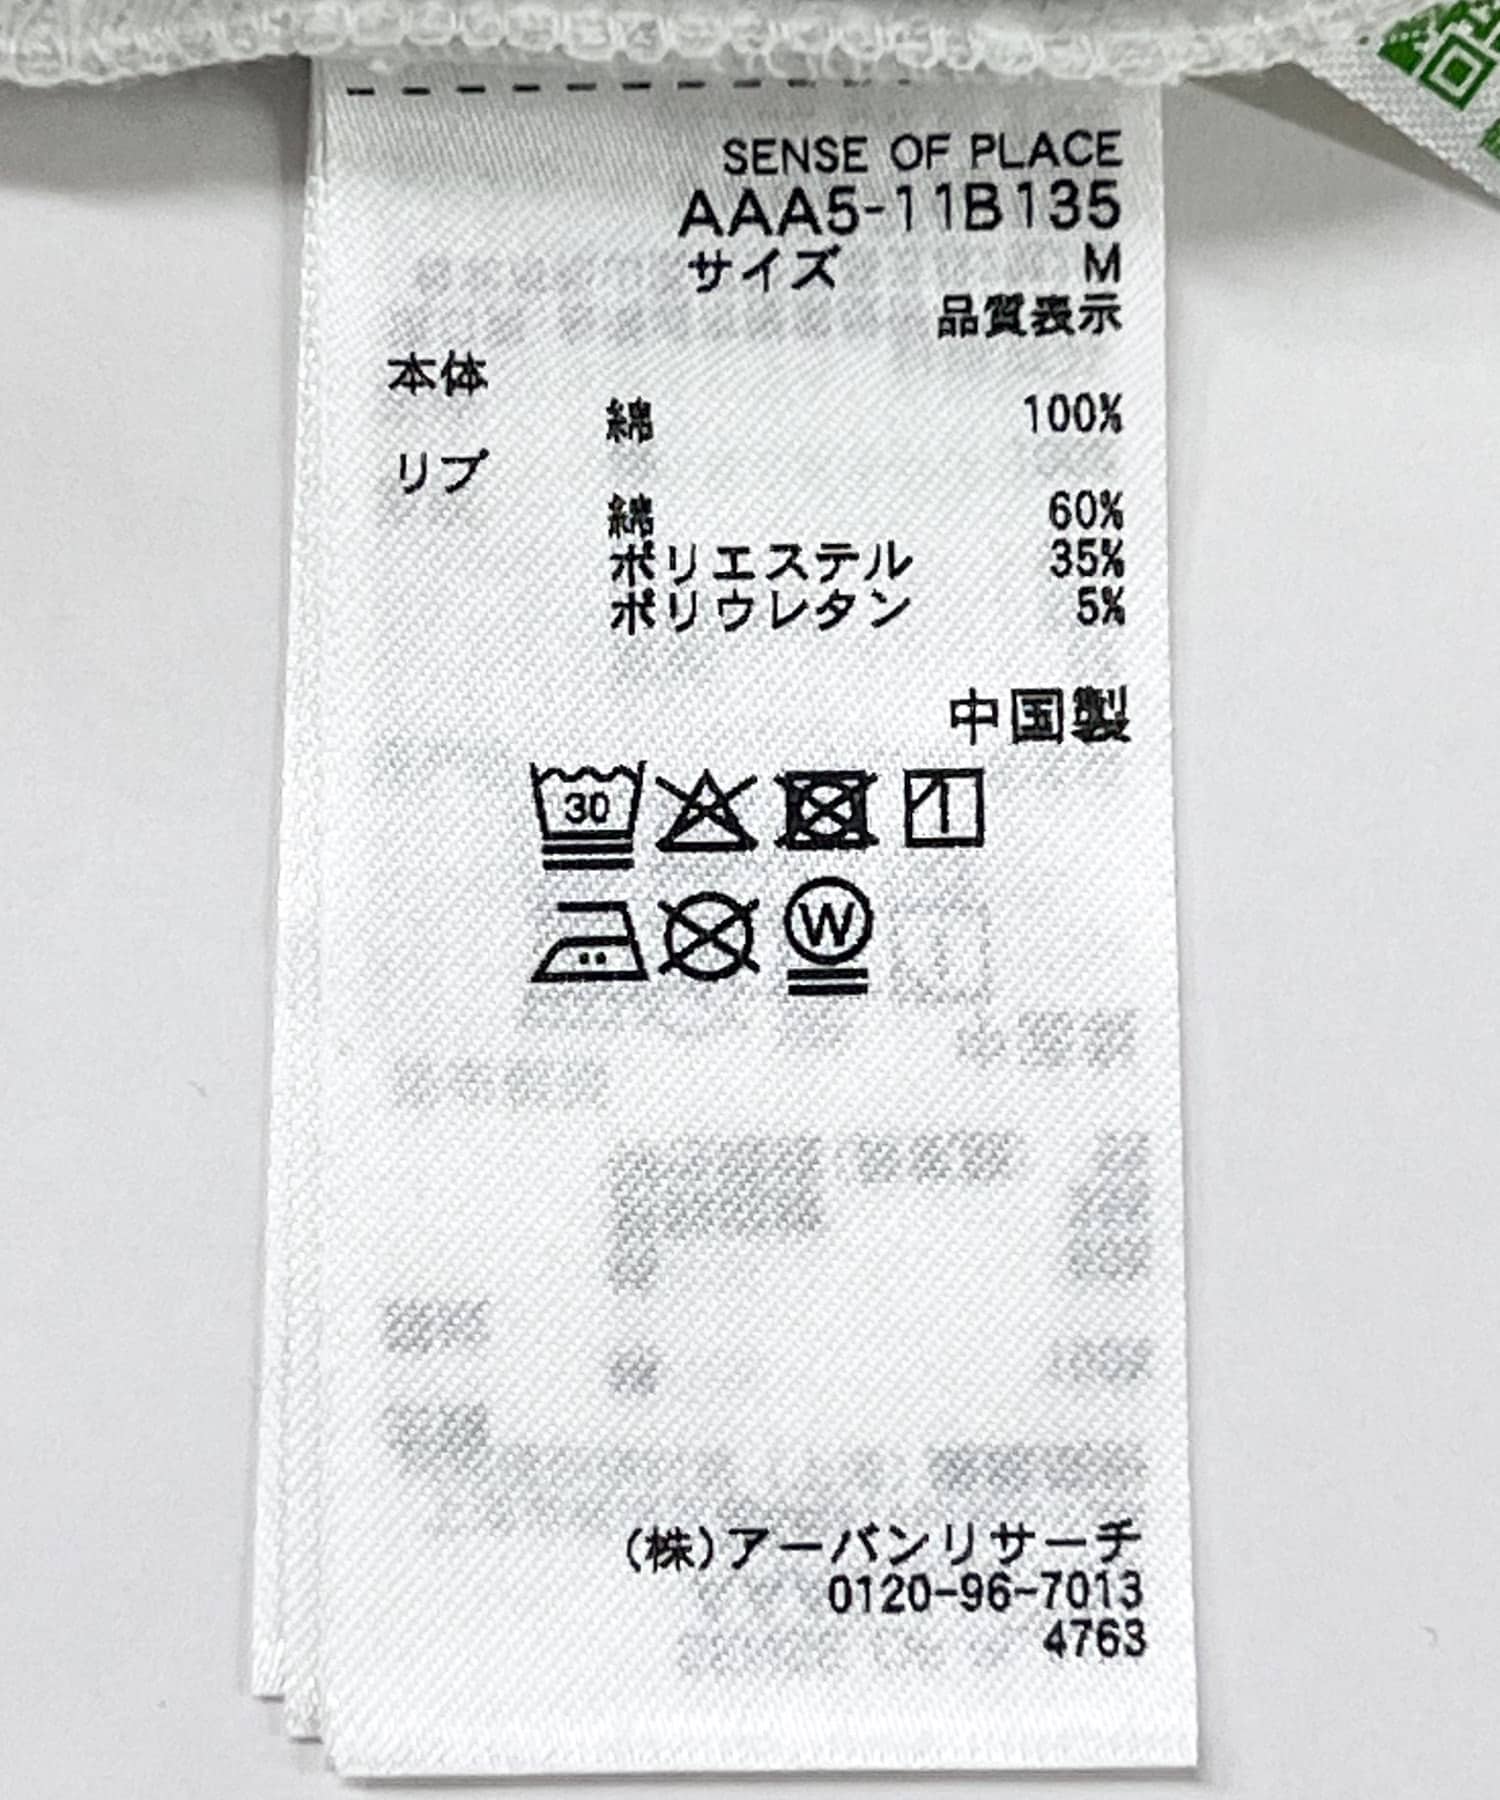 SENSE OF PLACE
AAA5-11B135
サイズ M
品質表示
本体
綿 100%
リブ
綿 60%
ポリエステル 35%
ポリウレタン 5%
中国製
30
W
(株)アーバンリサーチ
0120-96-7013
4763